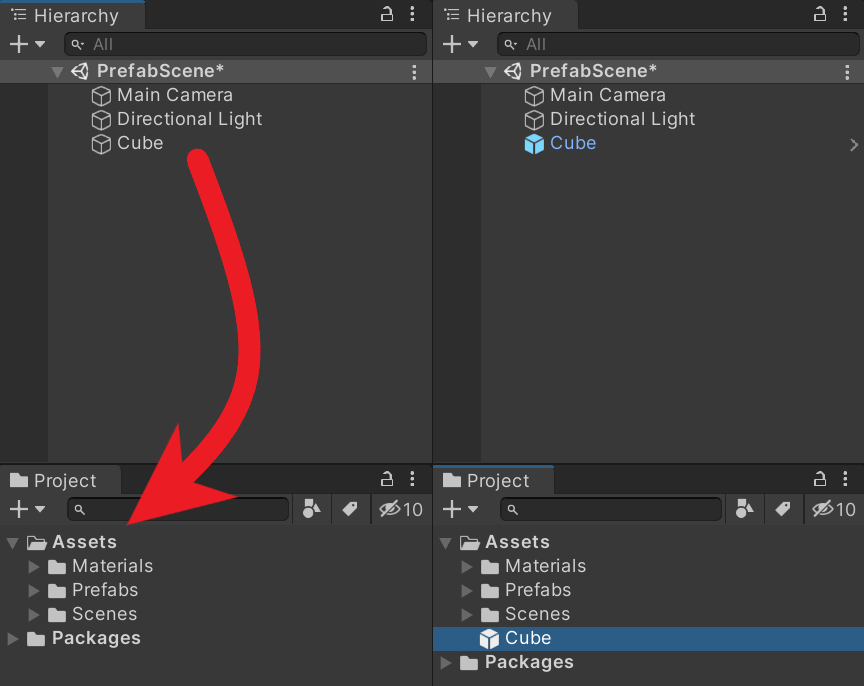 Hierarchy
All
PrefabScene*
Main Camera
Directional Light
Cube
Project
10
Assets
Materials
Prefabs
Scenes
Packages
Hierarchy
All
PrefabScene*
Main Camera
Directional Light
Cube
Project
10
Assets
Materials
Prefabs
Scenes
Cube
Packages